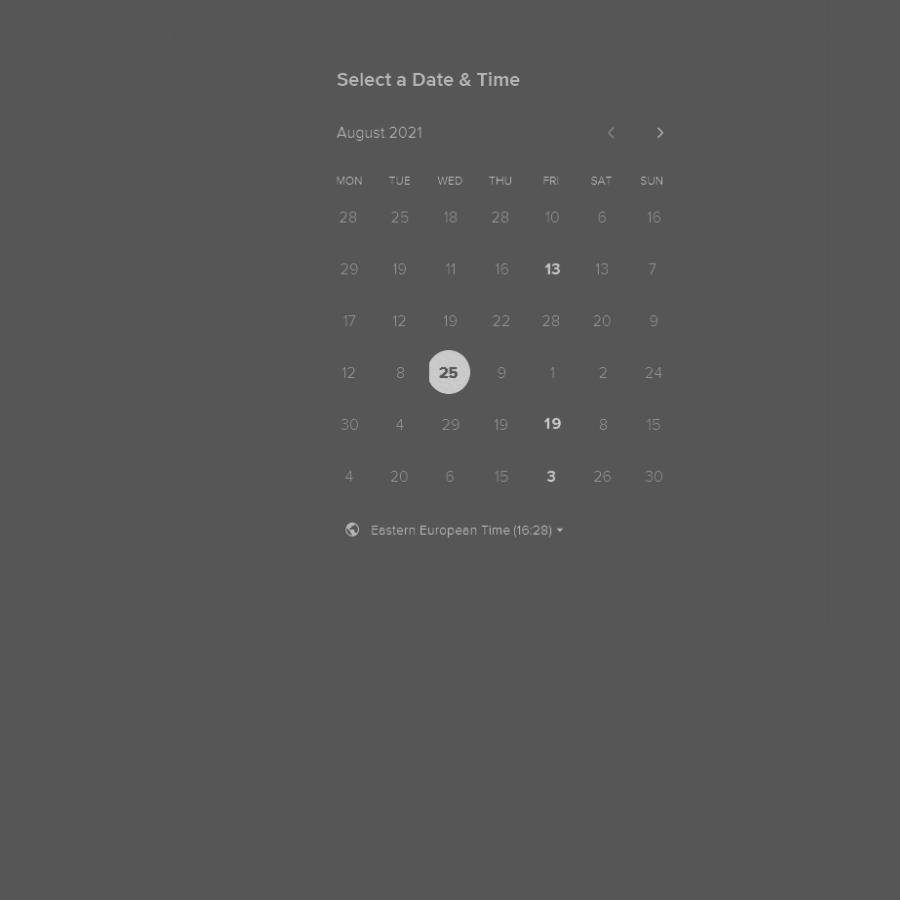 Select a Date & Time
August 2021
MON TUE WED THU FRI SAT SUN
28 25 18 28 10 6 16
29 19 11 16 13 13 7
17 12 19 22 28 20 9
12 8 25 9 1 2 24
30 4 29 19 19 8 15
4 20 6 15 3 26 30
Eastern European Time (16:28)